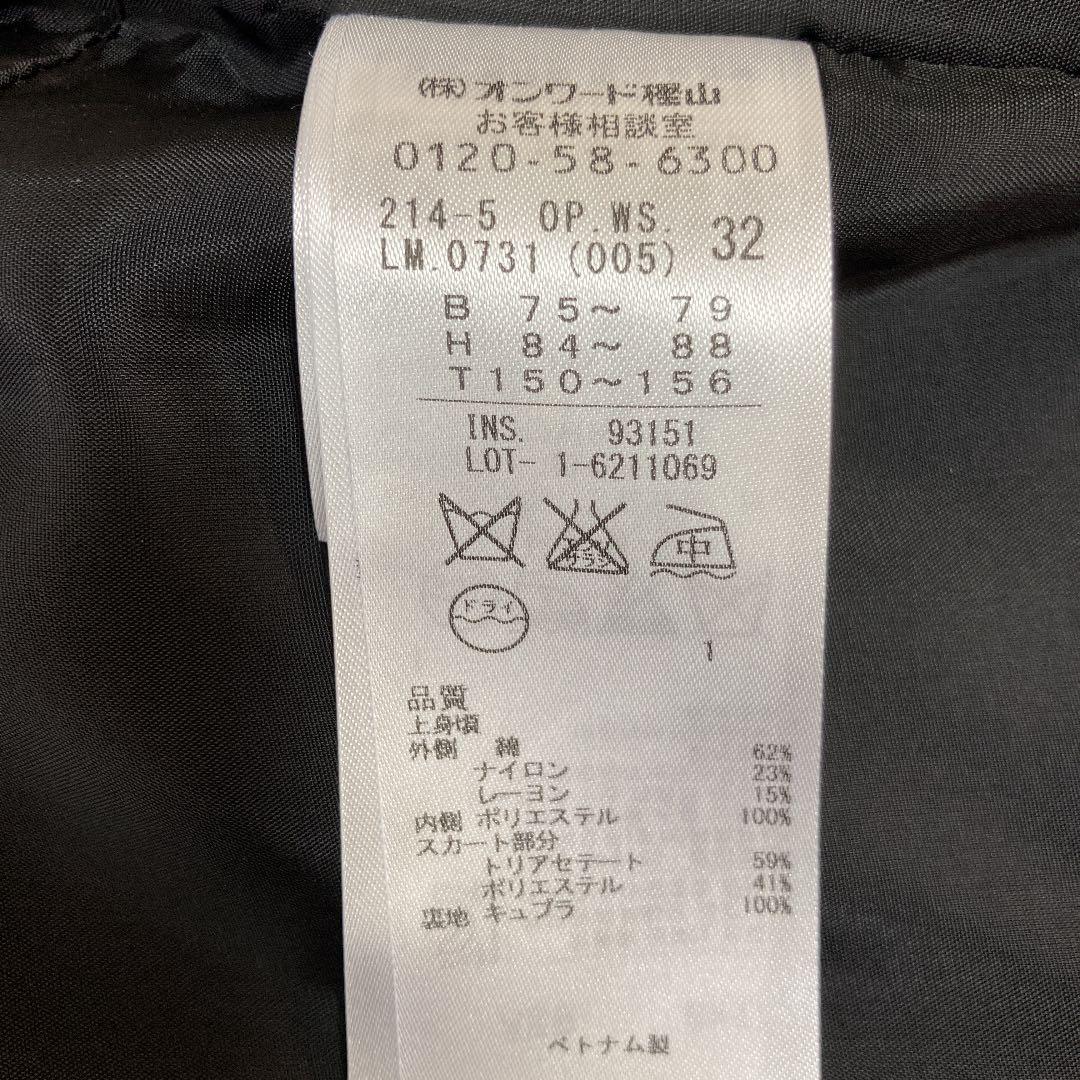 (株)オンワード樫山
お客様相談室
0120-58-6300
214-5 OP.WS.
LM.0731 (005) 32
B 75～ 79
H 84～ 88
T150～156
INS. 93151
LOT- 1-6211069
中
ドライ
1
品質
上身頃
外側 綿 62%
ナイロン 23%
レーヨン 15%
内側 ポリエステル 100%
スカート部分
トリアセテート 59%
ポリエステル 41%
裏地 キュプラ 100%
ベトナム製